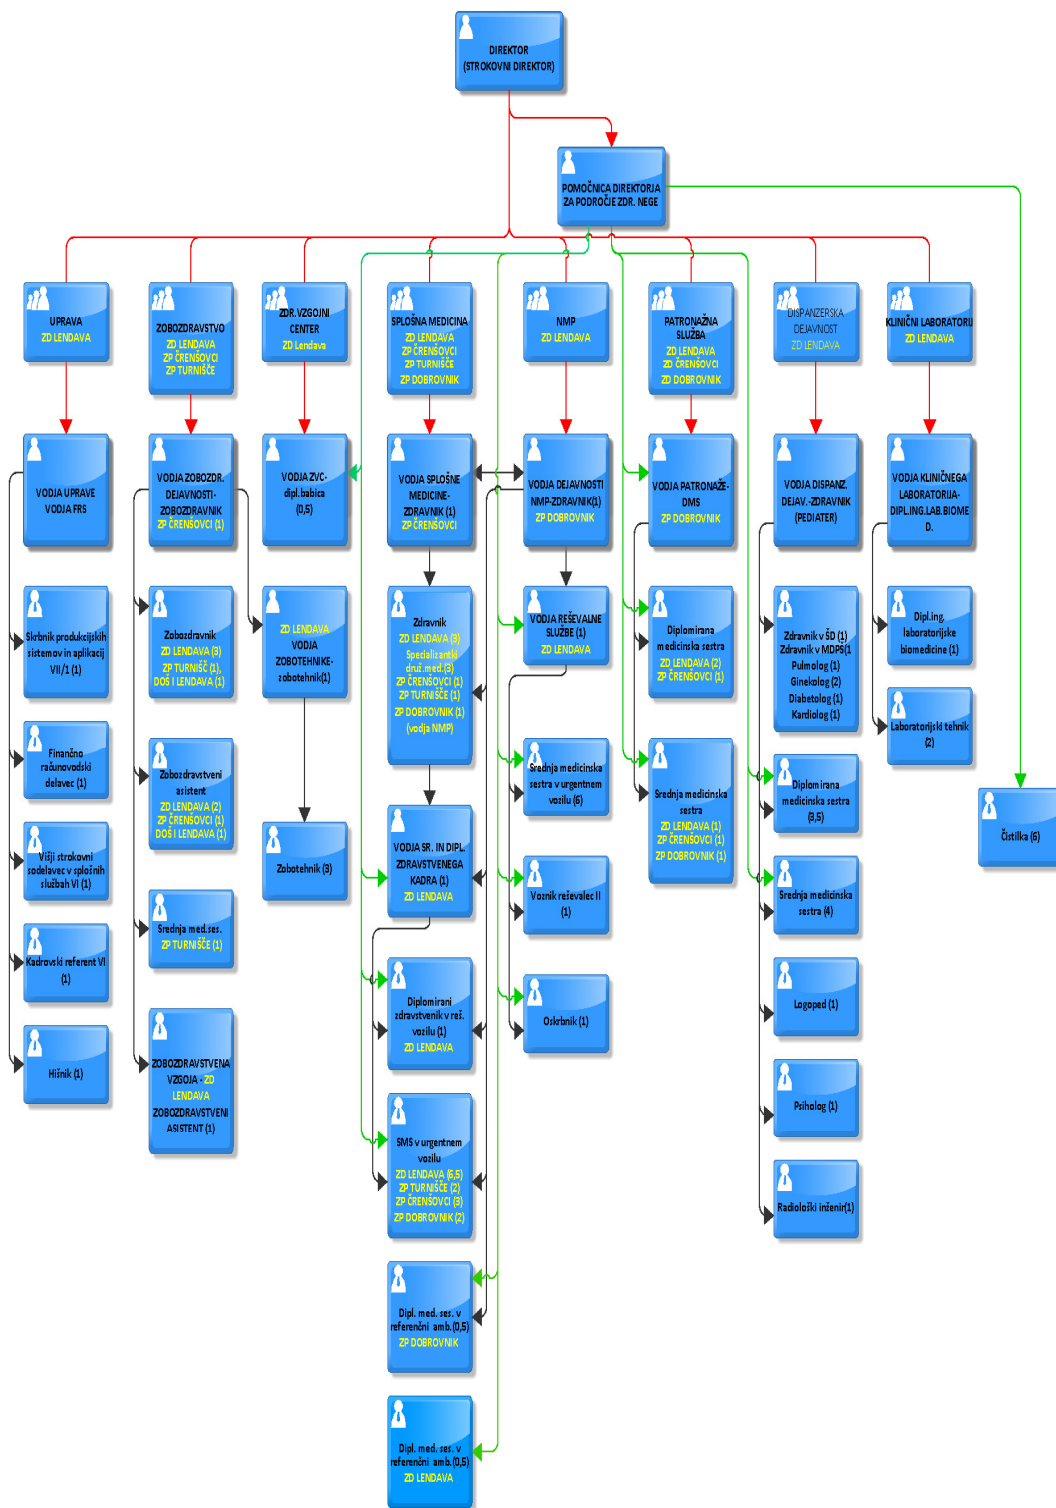 DIREKTOR
(STROKOVNI DIREKTOR)
POMOČNICA DIREKTORJA
ZA PODROČJE ZDR. NEGE
UPRAVA
ZD LENDAVA
ZOBOZDRAVSTVO
ZD LENDAVA
ZP ČRENŠOVCI
ZP TURNIŠČE
ZDR.VZGOJNI
CENTER
ZD Lendava
SPLOŠNA MEDICINA
ZD LENDAVA
ZP ČRENŠOVCI
ZP TURNIŠČE
ZP DOBROVNIK
NMP
ZD LENDAVA
PATRONAŽNA
SLUŽBA
ZD LENDAVA
ZD ČRENŠOVCI
ZD DOBROVNIK
DISPANZERSKA
DEJAVNOST
ZD LENDAVA
KLINIČNI LABORATORIJ
ZD LENDAVA
VODJA UPRAVE
VODJA FRS
VODJA ZOBOZDR.
DEJAVNOSTI-
ZOBOZDRAVNIK
ZP ČRENŠOVCI (1)
VODJA ZVC-
dipl.babica
(0,5)
VODJA SPLOŠNE
MEDICINE-
ZDRAVNIK (1)
ZP ČRENŠOVCI
VODJA DEJAVNOSTI
NMP-ZDRAVNIK(1)
ZP DOBROVNIK
VODJA PATRONAŽE-
DMS
ZP DOBROVNIK
VODJA DISPANZ.
DEJAV.-ZDRAVNIK
(PEDIATER)
VODJA KLINIČNEGA
LABORATORIJA-
DIPL.ING.LAB.BIOME
D.
Skrbnik produkcijskih
sistemov in aplikacij
VII/1 (1)
Zobozdravnik
ZD LENDAVA (3)
ZP TURNIŠČ (1),
DOŠ I LENDAVA (1)
ZD LENDAVA
VODJA
ZOBOTEHNIKE-
zobotehnik(1)
Zdravnik
ZD LENDAVA (3)
Specializantki
druž.med.(3)
ZP ČRENŠOVCI (1)
ZP TURNIŠČE (1)
ZP DOBROVNIK (1)
(vodja NMP)
VODJA REŠEVALNE
SLUŽBE (1)
ZD LENDAVA
Diplomirana
medicinska sestra
ZD LENDAVA (2)
ZP ČRENŠOVCI (1)
Zdravnik v ŠD (1)
Zdravnik v MDPŠ(1
Pulmolog (1)
Ginekolog (2)
Diabetolog (1)
Kardiolog (1)
Dipl.ing.
laboratorijske
biomedicine (1)
Laboratorijski tehnik
(2)
Finančno
računovodski
delavec (1)
Zobozdravstveni
asistent
ZD LENDAVA (2)
ZP ČRENŠOVCI (1)
DOŠ I LENDAVA (1)
Srednja medicinska
sestra v urgentnem
vozilu (6)
Srednja medicinska
sestra
ZD LENDAVA (1)
ZP ČRENŠOVCI (1)
ZP DOBROVNIK (1)
Diplomirana
medicinska sestra
(3,5)
Čistilka (6)
Višji strokovni
sodelavec v splošnih
službah VI (1)
Zobotehnik (3)
VODJA SR. IN DIPL.
ZDRAVSTVENEGA
KADRA (1)
ZD LENDAVA
Voznik reševalec II
(1)
Srednja medicinska
sestra (4)
Kadrovski referent VI
(1)
Srednja med.ses.
ZP TURNIŠČE (1)
Diplomirani
zdravstvenik v reš.
vozilu (1)
ZD LENDAVA
Oskrbnik (1)
Logoped (1)
Hišnik (1)
ZOBOZDRAVSTVENA
VZGOJA - ZD
LENDAVA
ZOBOZDRAVSTVENI
ASISTENT (1)
SMS v urgentnem
vozilu
ZD LENDAVA (6,5)
ZP TURNIŠČE (2)
ZP ČRENŠOVCI (3)
ZP DOBROVNIK (2)
Psiholog (1)
Radiološki inženir(1)
Dipl. med. ses. v
referenčni amb.(0,5)
ZP DOBROVNIK
Dipl. med. ses. v
referenčni amb.(0,5)
ZD LENDAVA